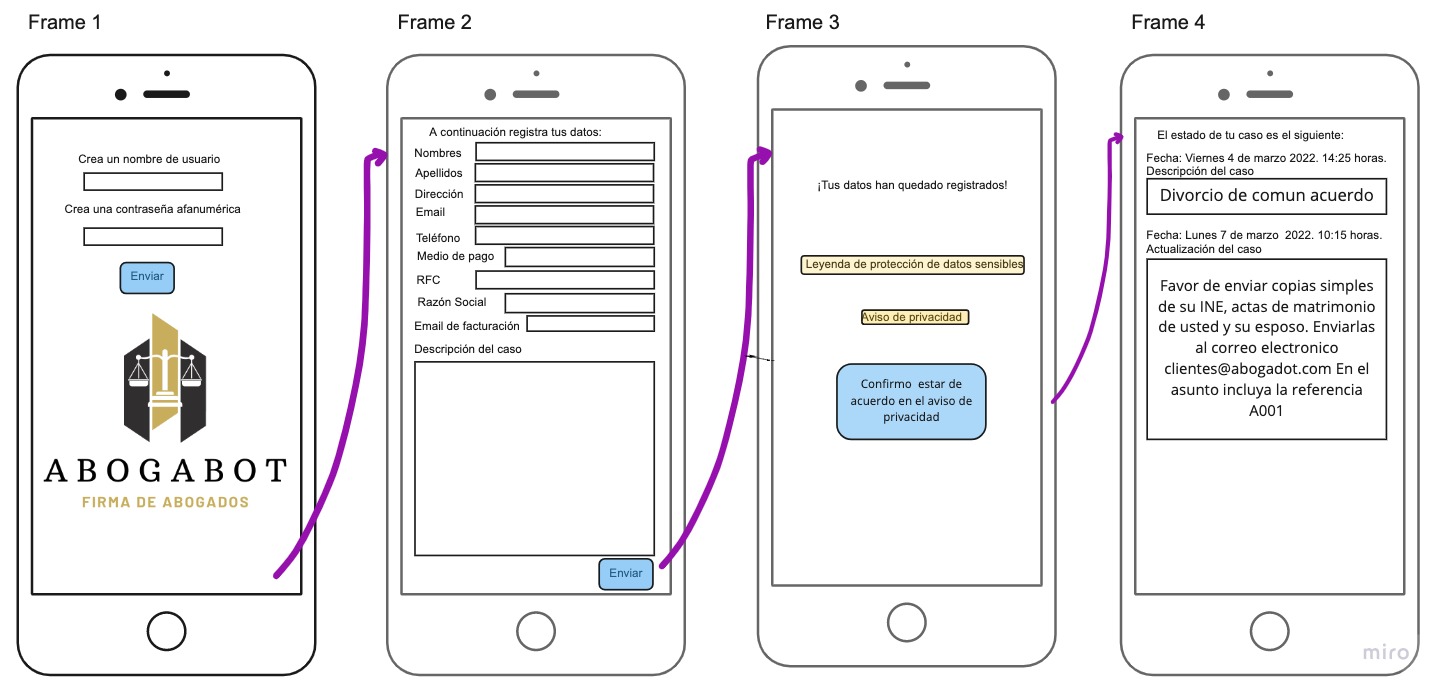 Frame 1
Crea un nombre de usuario
Crea una contraseña afanumérica
Enviar
ABOGABOT
FIRMA DE ABOGADOS
Frame 2
A continuación registra tus datos:
Nombres
Apellidos
Dirección
Email
Teléfono
Medio de pago
RFC
Razón Social
Email de facturación
Descripción del caso
Enviar
Frame 3
¡Tus datos han quedado registrados!
Leyenda de protección de datos sensibles
Aviso de privacidad
Confirmo estar de
acuerdo en el aviso de
privacidad
Frame 4
El estado de tu caso es el siguiente:
Fecha: Viernes 4 de marzo 2022. 14:25 horas.
Descripción del caso
Divorcio de comun acuerdo
Fecha: Lunes 7 de marzo 2022. 10:15 horas.
Actualización del caso
Favor de enviar copias simples
de su INE, actas de matrimonio
de usted y su esposo. Enviarlas
al correo electronico
clientes@abogadot.com En el
asunto incluya la referencia
A001
miro